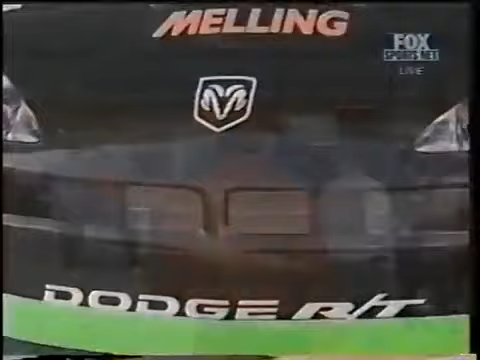 MELLING
FOX
SPORTS NET
LIVE
DODGE R/T